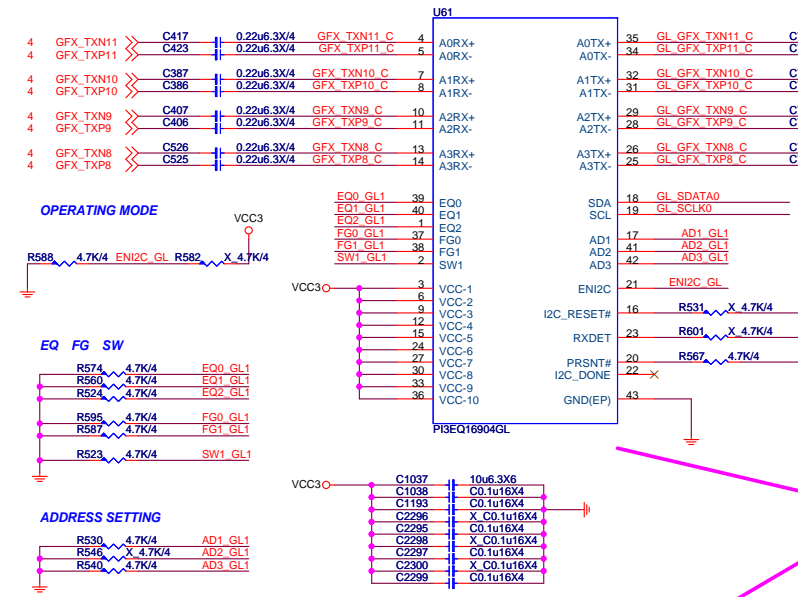 U61
4 GFX_TXN11 C417 0.22u6.3X/4 GFX_TXN11_C 4 A0RX+ A0TX+ 35 GL_GFX_TXN11_C C
4 GFX_TXP11 C423 0.22u6.3X/4 GFX_TXP11_C 5 A0RX- A0TX- 34 GL_GFX_TXP11_C C
4 GFX_TXN10 C387 0.22u6.3X/4 GFX_TXN10_C 7 A1RX+ A1TX+ 32 GL_GFX_TXN10_C C
4 GFX_TXP10 C386 0.22u6.3X/4 GFX_TXP10_C 8 A1RX- A1TX- 31 GL_GFX_TXP10_C C
4 GFX_TXN9 C407 0.22u6.3X/4 GFX_TXN9_C 10 A2RX+ A2TX+ 29 GL_GFX_TXN9_C C
4 GFX_TXP9 C406 0.22u6.3X/4 GFX_TXP9_C 11 A2RX- A2TX- 28 GL_GFX_TXP9_C C
4 GFX_TXN8 C526 0.22u6.3X/4 GFX_TXN8_C 13 A3RX+ A3TX+ 26 GL_GFX_TXN8_C C
4 GFX_TXP8 C525 0.22u6.3X/4 GFX_TXP8_C 14 A3RX- A3TX- 25 GL_GFX_TXP8_C C
EQ0_GL1 39 EQ0 SDA 18 GL_SDATA0
EQ1_GL1 40 EQ1 SCL 19 GL_SCLK0
EQ2_GL1 1 EQ2
FG0_GL1 37 FG0 AD1 17 AD1_GL1
FG1_GL1 38 FG1 AD2 41 AD2_GL1
SW1_GL1 2 SW1 AD3 42 AD3_GL1
OPERATING MODE
VCC3
R588 4.7K/4 ENI2C_GL R582 X_4.7K/4
VCC3 3 VCC-1 ENI2C 21 ENI2C_GL
6 VCC-2
9 VCC-3 I2C_RESET# 16 R531 X_4.7K/4
12 VCC-4
15 VCC-5 RXDET 23 R601 X_4.7K/4
24 VCC-6
27 VCC-7 PRSNT# 20 R567 4.7K/4
30 VCC-8 I2C_DONE 22
33 VCC-9
36 VCC-10 GND(EP) 43
PI3EQ16904GL
EQ FG SW
R574 4.7K/4 EQ0_GL1
R560 4.7K/4 EQ1_GL1
R524 4.7K/4 EQ2_GL1
R595 4.7K/4 FG0_GL1
R587 4.7K/4 FG1_GL1
R523 4.7K/4 SW1_GL1
ADDRESS SETTING
R530 4.7K/4 AD1_GL1
R546 X_4.7K/4 AD2_GL1
R540 4.7K/4 AD3_GL1
VCC3 C1037 10u6.3X6
C1038 C0.1u16X4
C1193 C0.1u16X4
C2296 X_C0.1u16X4
C2295 C0.1u16X4
C2298 X_C0.1u16X4
C2297 C0.1u16X4
C2300 X_C0.1u16X4
C2299 C0.1u16X4